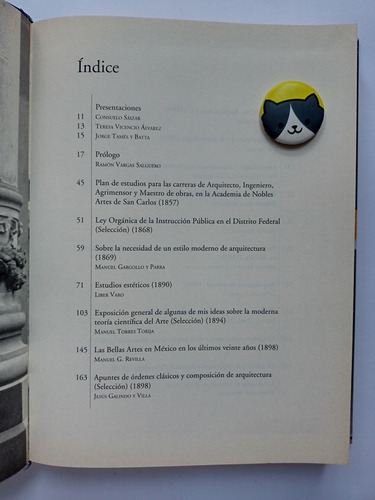 Índice
Presentaciones
11 Consuelo Sáizar
13 Teresa Vicencio Álvarez
15 Jorge Tamés y Batta
17 Prólogo
Ramón Vargas Salguero
45 Plan de estudios para las carreras de Arquitecto, Ingeniero,
Agrimensor y Maestro de obras, en la Academia de Nobles
Artes de San Carlos (1857)
51 Ley Orgánica de la Instrucción Pública en el Distrito Federal
(Selección) (1868)
59 Sobre la necesidad de un estilo moderno de arquitectura
(1869)
Manuel Gargollo y Parra
71 Estudios estéticos (1890)
Liber Varo
103 Exposición general de algunas de mis ideas sobre la moderna
teoría científica del Arte (Selección) (1894)
Manuel Torres Torija
145 Las Bellas Artes en México en los últimos veinte años (1898)
Manuel G. Revilla
163 Apuntes de órdenes clásicos y composición de arquitectura
(Selección) (1898)
Jesús Galindo y Villa